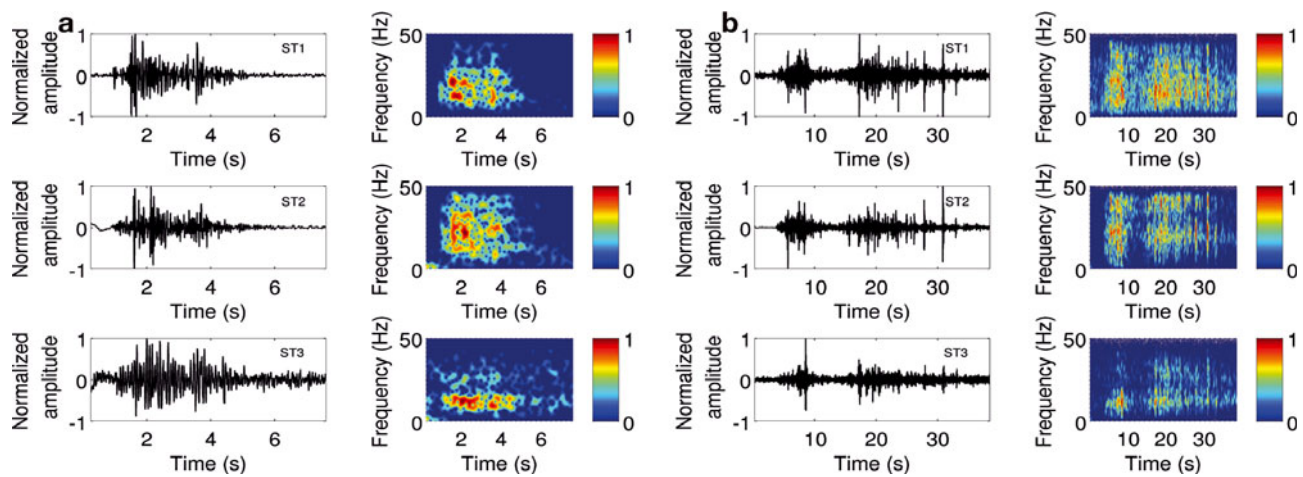 a
Normalized
amplitude
1
0
-1
ST1
2 4 6
Time (s)
Frequency (Hz)
50
0
2 4 6
Time (s)
1
0
Normalized
amplitude
1
0
-1
ST2
2 4 6
Time (s)
Frequency (Hz)
50
0
2 4 6
Time (s)
1
0
Normalized
amplitude
1
0
-1
ST3
2 4 6
Time (s)
Frequency (Hz)
50
0
2 4 6
Time (s)
1
0
b
Normalized
amplitude
1
0
-1
ST1
10 20 30
Time (s)
Frequency (Hz)
50
0
10 20 30
Time (s)
1
0
Normalized
amplitude
1
0
-1
ST2
10 20 30
Time (s)
Frequency (Hz)
50
0
10 20 30
Time (s)
1
0
Normalized
amplitude
1
0
-1
ST3
10 20 30
Time (s)
Frequency (Hz)
50
0
10 20 30
Time (s)
1
0